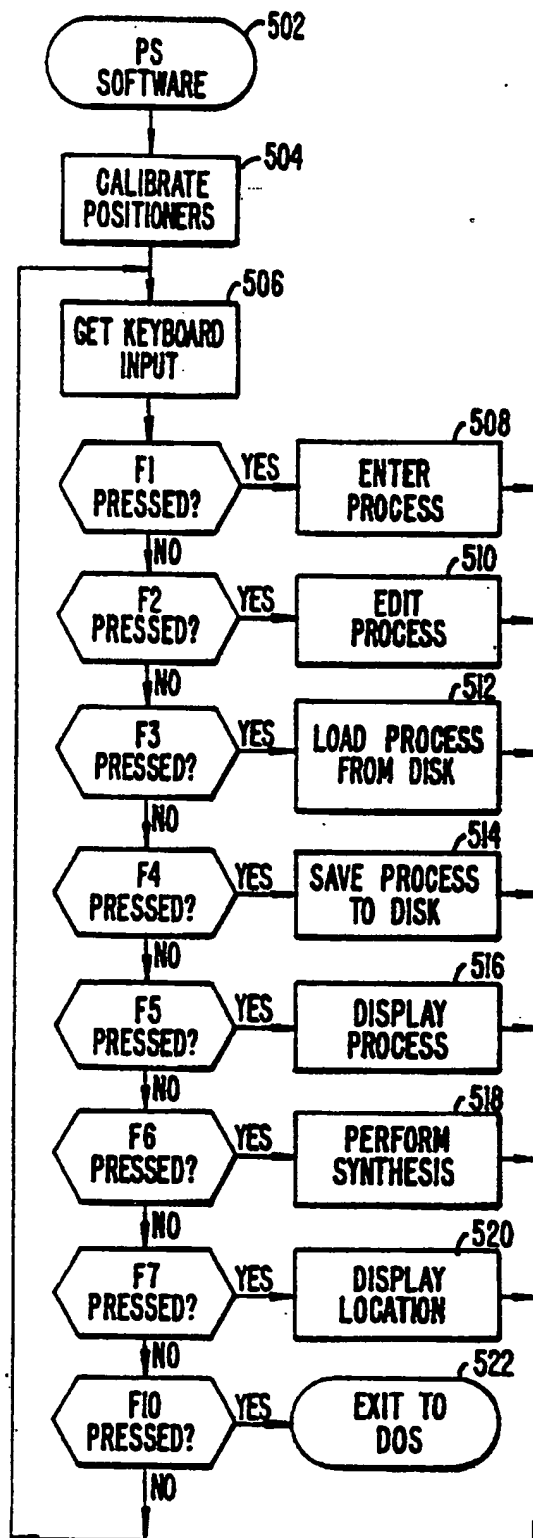 502
PS
SOFTWARE
504
CALIBRATE
POSITIONERS
506
GET KEYBOARD
INPUT
508
F1
PRESSED?
YES
ENTER
PROCESS
NO
510
F2
PRESSED?
YES
EDIT
PROCESS
NO
512
F3
PRESSED?
YES
LOAD PROCESS
FROM DISK
NO
514
F4
PRESSED?
YES
SAVE PROCESS
TO DISK
NO
516
F5
PRESSED?
YES
DISPLAY
PROCESS
NO
518
F6
PRESSED?
YES
PERFORM
SYNTHESIS
NO
520
F7
PRESSED?
YES
DISPLAY
LOCATION
NO
522
F10
PRESSED?
YES
EXIT TO
DOS
NO